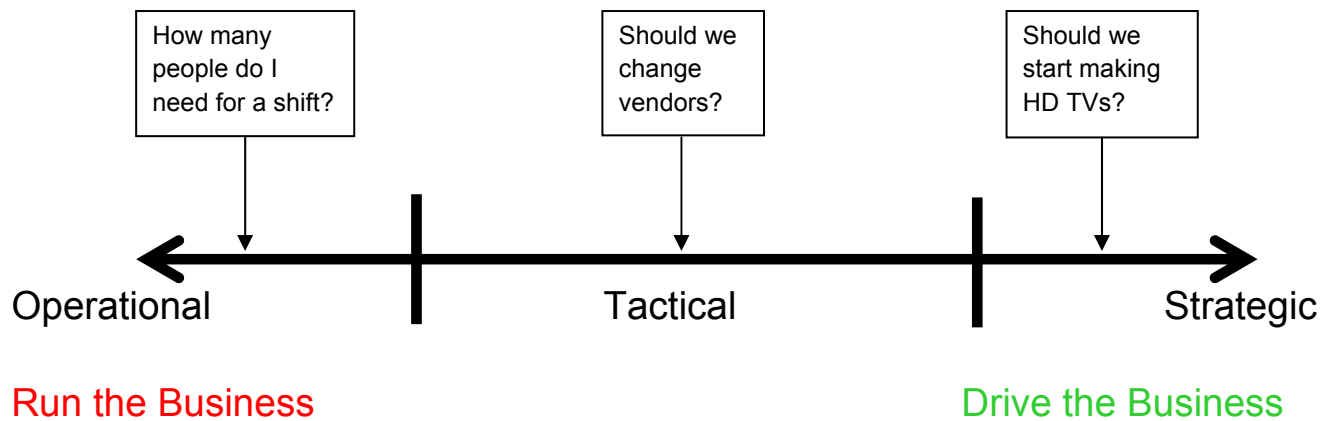 How many
people do I
need for a shift?
Should we
change
vendors?
Should we
start making
HD TVs?
Operational
Tactical
Strategic
Run the Business
Drive the Business